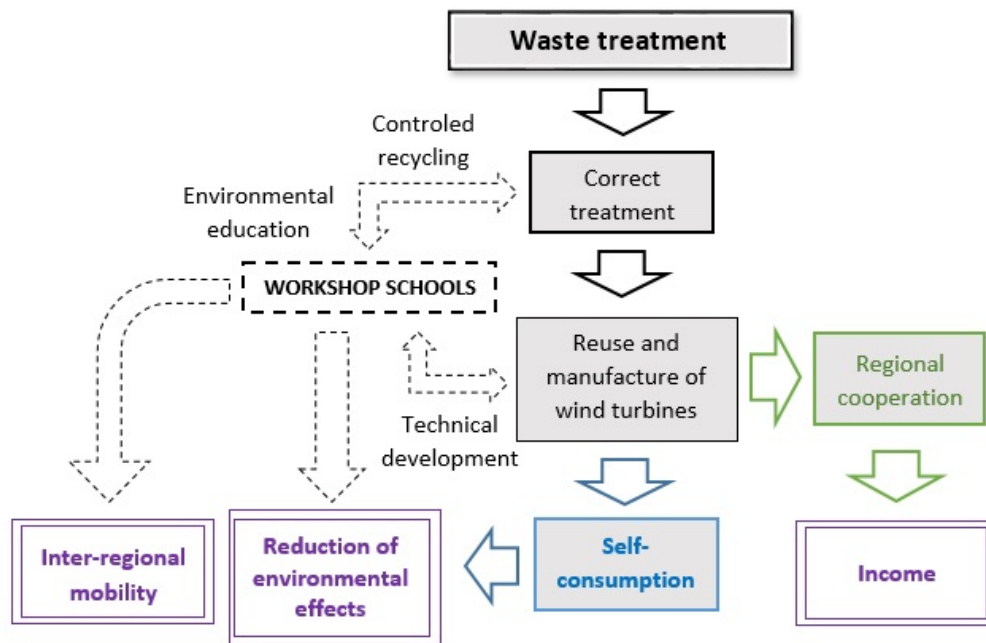 Waste treatment
Controled
recycling
Correct
treatment
Environmental
education
WORKSHOP SCHOOLS
Reuse and
manufacture of
wind turbines
Regional
cooperation
Technical
development
Inter-regional
mobility
Reduction of
environmental
effects
Self-
consumption
Income